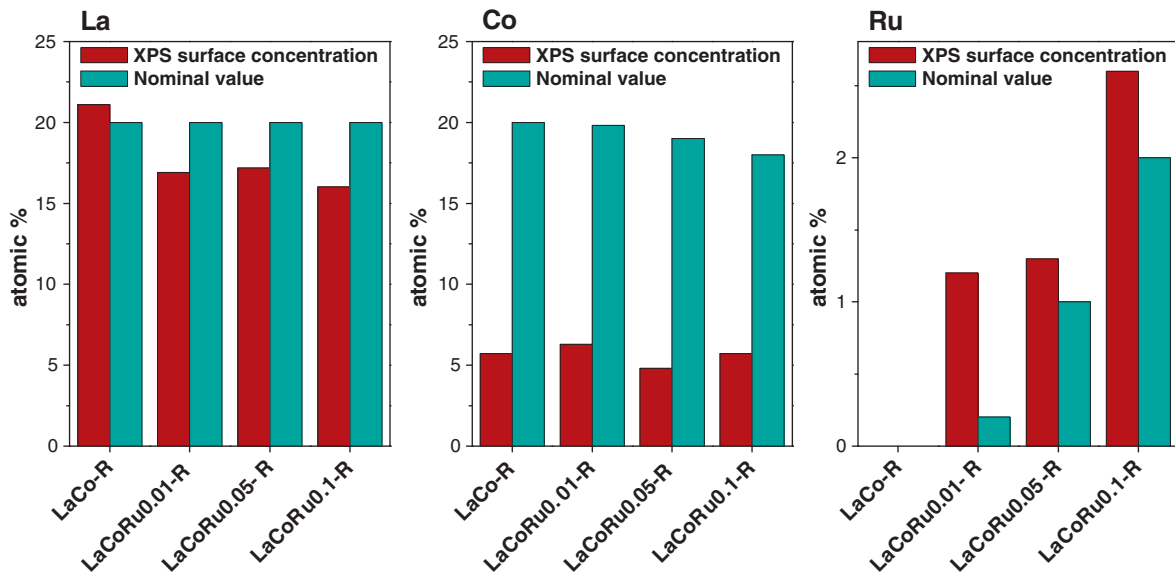 La
25
20
15
10
5
0
atomic %
XPS surface concentration
Nominal value
LaCo-R
LaCoRu0.01-R
LaCoRu0.05- R
LaCoRu0.1-R
Co
25
20
15
10
5
0
atomic %
XPS surface concentration
Nominal value
LaCo-R
LaCoRu0.01-R
LaCoRu0.05-R
LaCoRu0.1-R
Ru
2
1
0
atomic %
XPS surface concentration
Nominal value
LaCo-R
LaCoRu0.01- R
LaCoRu0.05 -R
LaCoRu0.1-R